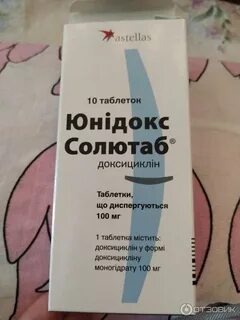 astellas
10 таблеток
Юнідокс
Солютаб®
доксициклін
Таблетки,
що диспергуються
100 мг
1 таблетка містить:
доксицикліну у формі
доксицикліну
моногідрату 100 мг
ОТЗОВИК